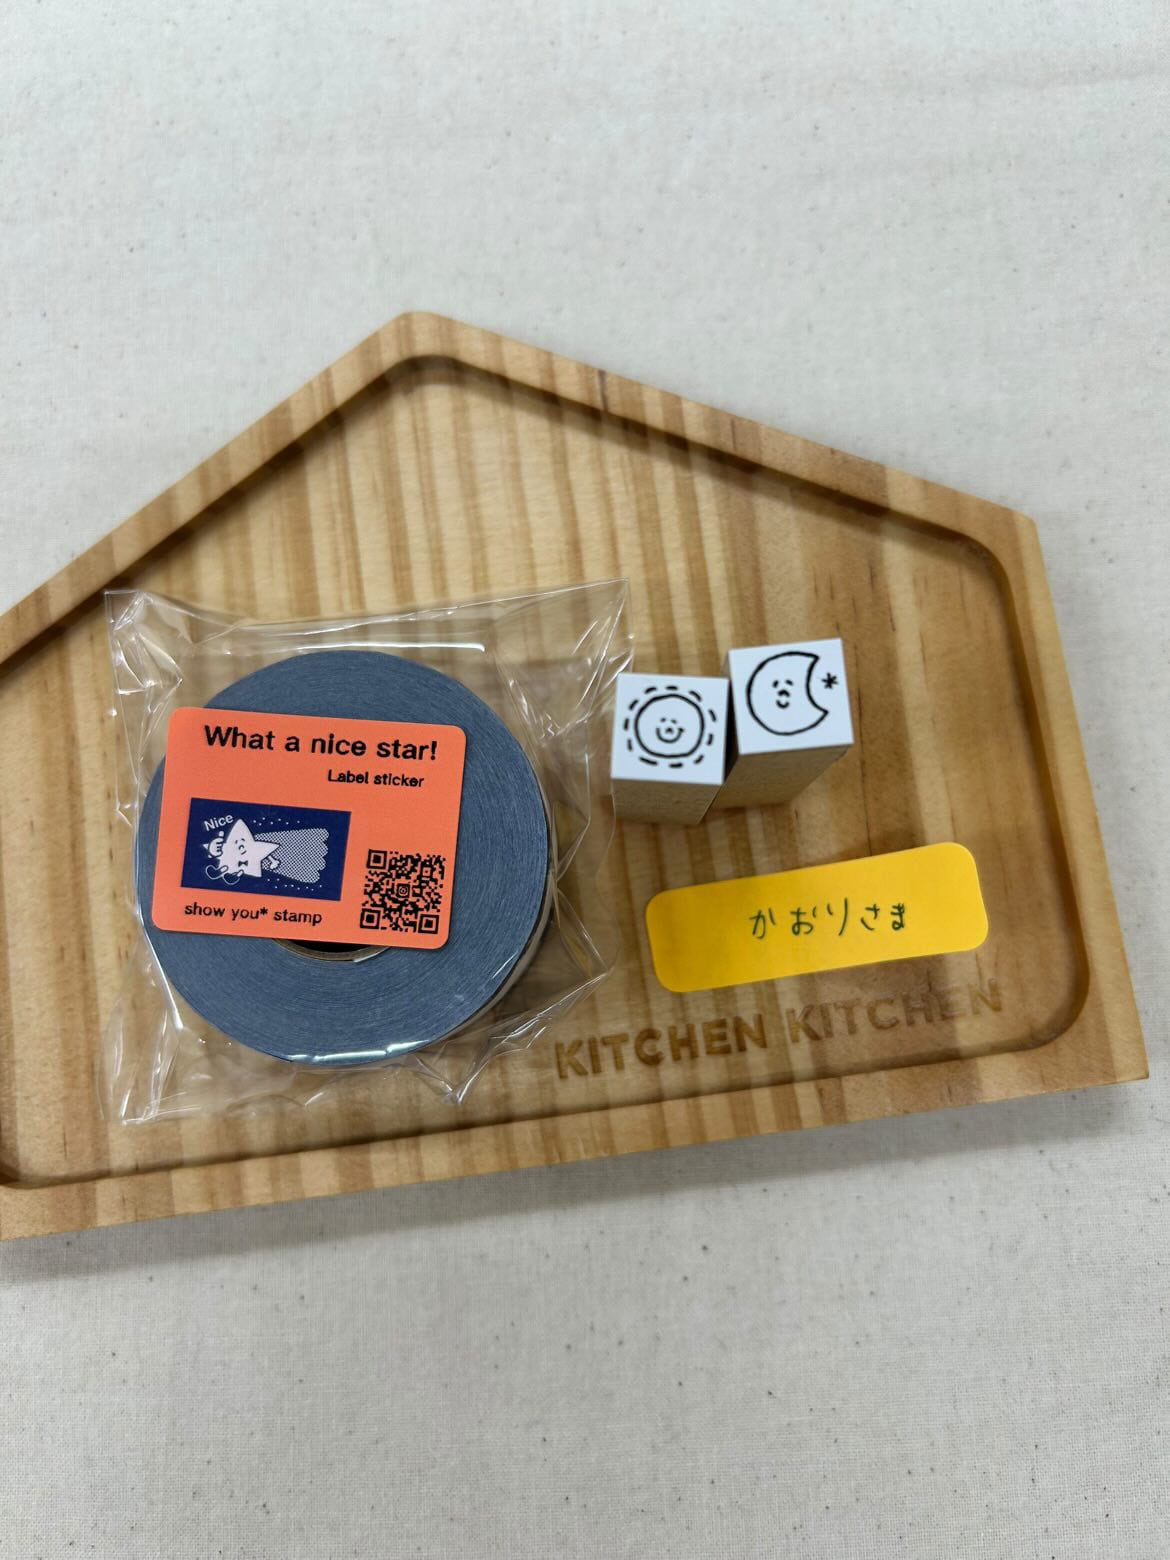 What a nice star!
Label sticker
Nice
show you* stamp
かおりさま
KITCHEN KITCHEN